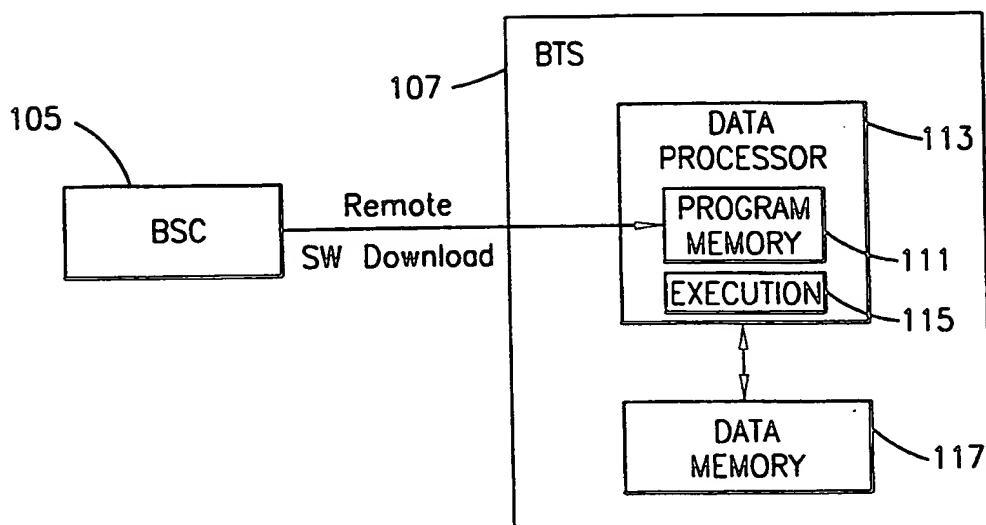 BTS
107
105
DATA
PROCESSOR
113
BSC
Remote
SW Download
PROGRAM
MEMORY
111
EXECUTION
115
DATA
MEMORY
117